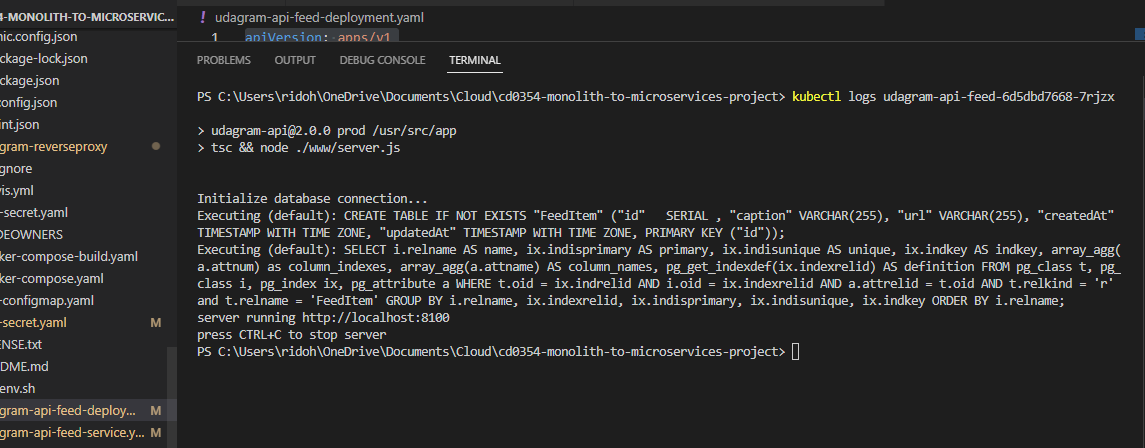 4-MONOLITH-TO-MICROSERVIC...
nic.config.json
ckage-lock.json
ckage.json
config.json
int.json
gram-reverseproxy
gnore
vis.yml
-secret.yaml
DEOWNERS
ker-compose-build.yaml
ker-compose.yaml
-configmap.yaml
-secret.yaml M
ENSE.txt
DME.md
env.sh
gram-api-feed-deploy... M
gram-api-feed-service.y... M
! udagram-api-feed-deployment.yaml
1 apiVersion: apps/v1
PROBLEMS OUTPUT DEBUG CONSOLE TERMINAL
PS C:\Users\ridoh\OneDrive\Documents\Cloud\cd0354-monolith-to-microservices-project> kubectl logs udagram-api-feed-6d5dbd7668-7rjzx
> udagram-api@2.0.0 prod /usr/src/app
> tsc && node ./www/server.js
Initialize database connection...
Executing (default): CREATE TABLE IF NOT EXISTS "FeedItem" ("id"   SERIAL , "caption" VARCHAR(255), "url" VARCHAR(255), "createdAt"
TIMESTAMP WITH TIME ZONE, "updatedAt" TIMESTAMP WITH TIME ZONE, PRIMARY KEY ("id"));
Executing (default): SELECT i.relname AS name, ix.indisprimary AS primary, ix.indisunique AS unique, ix.indkey AS indkey, array_agg(
a.attnum) as column_indexes, array_agg(a.attname) AS column_names, pg_get_indexdef(ix.indexrelid) AS definition FROM pg_class t, pg_
class i, pg_index ix, pg_attribute a WHERE t.oid = ix.indrelid AND i.oid = ix.indexrelid AND a.attrelid = t.oid AND t.relkind = 'r'
and t.relname = 'FeedItem' GROUP BY i.relname, ix.indexrelid, ix.indisprimary, ix.indisunique, ix.indkey ORDER BY i.relname;
server running http://localhost:8100
press CTRL+C to stop server
PS C:\Users\ridoh\OneDrive\Documents\Cloud\cd0354-monolith-to-microservices-project>